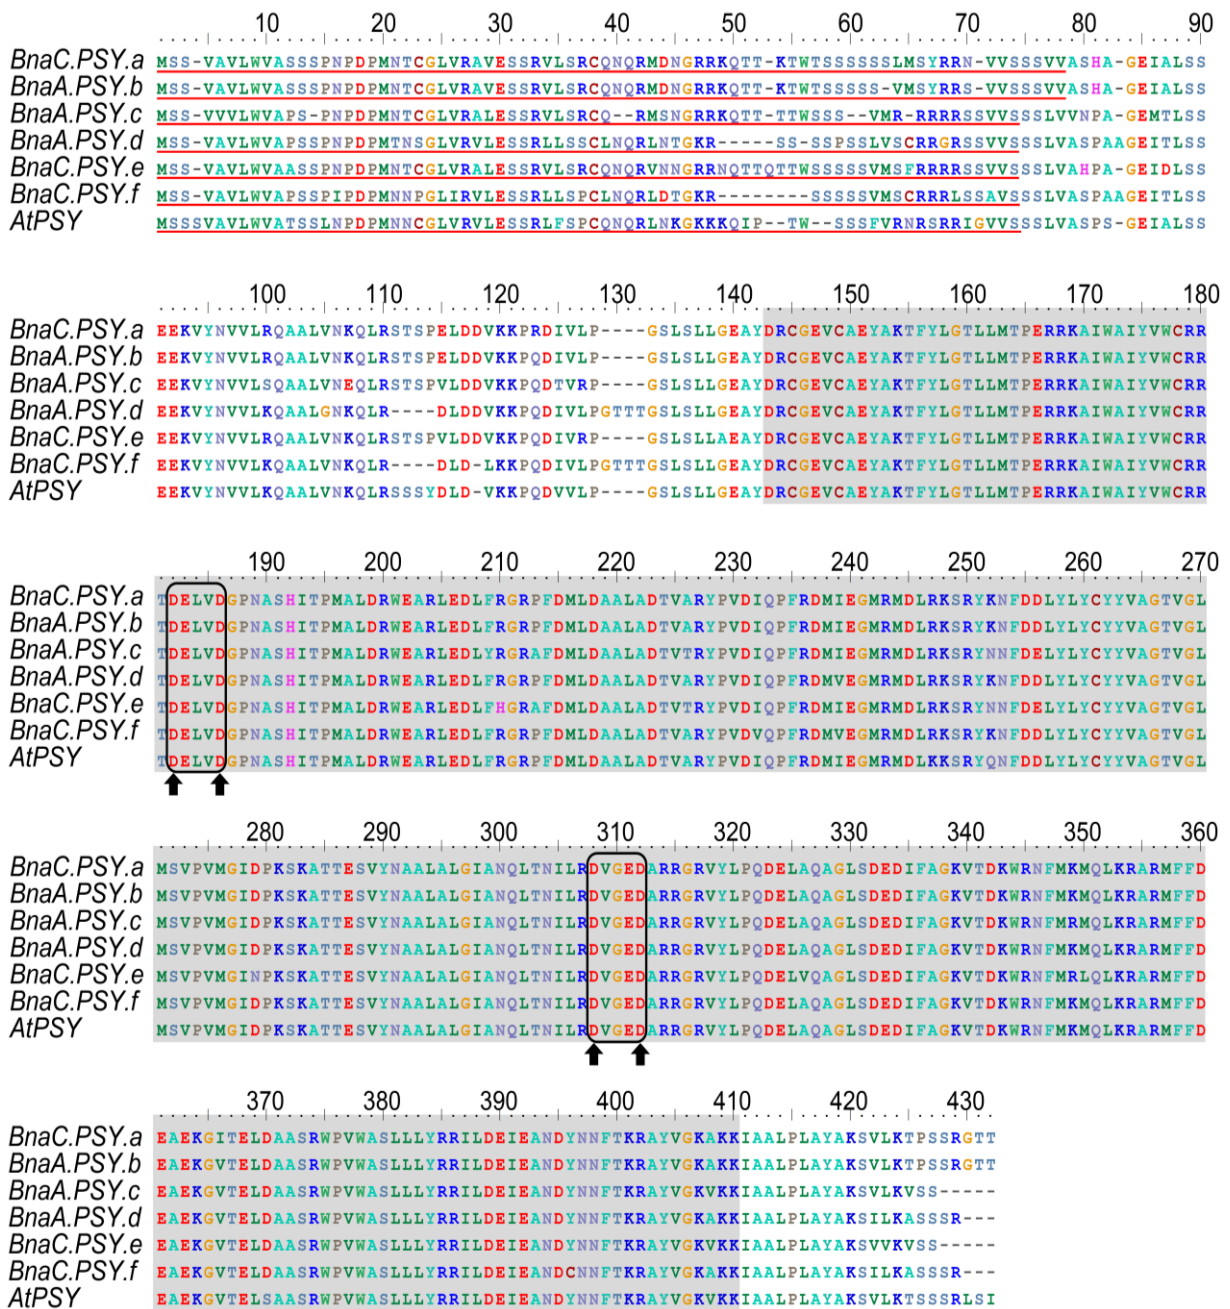 10 20 30 40 50 60 70 80 90
BnaC.PSY.a MSS-VAVLWVASSSPNPDPMNTCGLVRAVESSRVLSRCQNQRMDNGRRKQTT-KTWTSSSSSSLMSYRRN-VVSSSVVASHA-GEIALSS
BnaA.PSY.b MSS-VAVLWVASSSPNPDPMNTCGLVRAVESSRVLSRCQNQRMDNGRRKQTT-KTWTSSSSS-VMSYRRS-VVSSSVVASHA-GEIALSS
BnaA.PSY.c MSS-VVVLWVAPS-PNPDPMNTCGLVRALESSRVLSRCQ--RMSNGRRKQTT-TTWSSS--VMR-RRRRSSVVSSSLVVNPA-GEMTLSS
BnaA.PSY.d MSS-VAVLWVAPSSPNPDPMTNSGLVRVLESSRLLSSCLNQRLNTGKR-----SS-SSPSSLVSCRRGRSSVVSSSLVASPAAGEITLSS
BnaC.PSY.e MSS-VAVLWVASSSPNPDPMNTCGLVRALESSRVLSRCQNQRVNNGRRNQTTQTTWSSSSSVMSFRRRRSSVVSSSLVAHPA-GEIDLSS
BnaC.PSY.f MSS-VAVLWVAPSSPIPDPMNNPGLIRVLESSRLLSPCLNQRLDTGKR--------SSSSSVMSCRRRLSSAVSSSLVASPAAGEITLSS
AtPSY MSSSVAVLWVATSSLNPDPMNNCGLVRVLESSRLFSPCQNQRLNKGKKKQIP--TW--SSSFVRNRSRRIGVVSSSLVASPS-GEIALSS
100 110 120 130 140 150 160 170 180
BnaC.PSY.a EEKVYNVVLRQAALVNKQLRSTSPELDDVKKPRDIVLP----GSLSLLGEAYDRCGEVCAEYAKTFYLGTLLMTPERRKAIWAIYVWCRR
BnaA.PSY.b EEKVYNVVLRQAALVNKQLRSTSPELDDVKKPQDIVLP----GSLSLLGEAYDRCGEVCAEYAKTFYLGTLLMTPERRKAIWAIYVWCRR
BnaA.PSY.c EEKVYNVVLSQAALVNEQLRSTSPVLDDVKKPQDTVRP----GSLSLLGEAYDRCGEVCAEYAKTFYLGTLLMTPERRKAIWAIYVWCRR
BnaA.PSY.d EEKVYNVVLKQAALGNKQLR----DLDDVKKPQDIVLPGTTTGSLSLLGEAYDRCGEVCAEYAKTFYLGTLLMTPERRKAIWAIYVWCRR
BnaC.PSY.e EEKVYNVVLRQAALVNKQLRSTSPVLDDVKKPQDIVRP----GSLSLLAEAYDRCGEVCAEYAKTFYLGTLLMTPERRKAIWAIYVWCRR
BnaC.PSY.f EEKVYNVVLKQAALVNKQLR----DLD-LKKPQDIVLPGTTTGSLSLLGEAYDRCGEVCAEYAKTFYLGTLLMTPERRKAIWAIYVWCRR
AtPSY EEKVYNVVLKQAALVNKQLRSSSYDLD-VKKPQDVVLP----GSLSLLGEAYDRCGEVCAEYAKTFYLGTLLMTPERRKAIWAIYVWCRR
190 200 210 220 230 240 250 260 270
BnaC.PSY.a TDELVDGPNASHITPMALDRWEARLEDLFRGRPFDMLDAALADTVARYPVDIQPFRDMIEGMRMDLRKSRYKNFDDLYLYCYYVAGTVGL
BnaA.PSY.b TDELVDGPNASHITPMALDRWEARLEDLFRGRPFDMLDAALADTVARYPVDIQPFRDMIEGMRMDLRKSRYKNFDDLYLYCYYVAGTVGL
BnaA.PSY.c TDELVDGPNASHITPMALDRWEARLEDLYRGRAFDMLDAALADTVTRYPVDIQPFRDMIEGMRMDLRKSRYNNFDELYLYCYYVAGTVGL
BnaA.PSY.d TDELVDGPNASHITPMALDRWEARLEDLFRGRPFDMLDAALADTVARYPVDIQPFRDMVEGMRMDLRKSRYKNFDDLYLYCYYVAGTVGL
BnaC.PSY.e TDELVDGPNASHITPMALDRWEARLEDLFHGRAFDMLDAALADTVTRYPVDIQPFRDMIEGMRMDLRKSRYNNFDELYLYCYYVAGTVGL
BnaC.PSY.f TDELVDGPNASHITPMALDRWEARLEDLFRGRPFDMLDAALADTVARYPVDVQPFRDMVEGMRMDLRKSRYKNFDDLYLYCYYVAGTVGL
AtPSY TDELVDGPNASHITPMALDRWEARLEDLFRGRPFDMLDAALADTVARYPVDIQPFRDMIEGMRMDLKKSRYQNFDDLYLYCYYVAGTVGL
280 290 300 310 320 330 340 350 360
BnaC.PSY.a MSVPVMGIDPKSKATTESVYNAALALGIANQLTNILRDVGEDARRGRVYLPQDELAQAGLSDEDIFAGKVTDKWRNFMKMQLKRARMFFD
BnaA.PSY.b MSVPVMGIDPKSKATTESVYNAALALGIANQLTNILRDVGEDARRGRVYLPQDELAQAGLSDEDIFAGKVTDKWRNFMKMQLKRARMFFD
BnaA.PSY.c MSVPVMGIDPKSKATTESVYNAALALGIANQLTNILRDVGEDARRGRVYLPQDELAQAGLSDEDIFAGKVTDKWRNFMKMQLKRARMFFD
BnaA.PSY.d MSVPVMGIDPKSKATTESVYNAALALGIANQLTNILRDVGEDARRGRVYLPQDELAQAGLSDEDIFAGKVTDKWRNFMKMQLKRARMFFD
BnaC.PSY.e MSVPVMGINPKSKATTESVYNAALALGIANQLTNILRDVGEDARRGRVYLPQDELVQAGLSDEDIFAGKVTDKWRNFMRLQLKRARMFFD
BnaC.PSY.f MSVPVMGIDPKSKATTESVYNAALALGIANQLTNILRDVGEDARRGRVYLPQDELAQAGLSDEDIFAGKVTDKWRNFMKMQLKRARMFFD
AtPSY MSVPVMGIDPKSKATTESVYNAALALGIANQLTNILRDVGEDARRGRVYLPQDELAQAGLSDEDIFAGKVTDKWRNFMKMQLKRARMFFD
370 380 390 400 410 420 430
BnaC.PSY.a EAEKGITELDAASRWPVWASLLLYRRILDEIEANDYNNFTKRAYVGKAKKIAALPLAYAKSVLKTPSSRGTT
BnaA.PSY.b EAEKGVTELDAASRWPVWASLLLYRRILDEIEANDYNNFTKRAYVGKAKKIAALPLAYAKSVLKTPSSRGTT
BnaA.PSY.c EAEKGVTELDAASRWPVWASLLLYRRILDEIEANDYNNFTKRAYVGKVKKIAALPLAYAKSVLKVSS-----
BnaA.PSY.d EAEKGVTELDAASRWPVWASLLLYRRILDEIEANDYNNFTKRAYVGKAKKIAALPLAYAKSILKASSSR---
BnaC.PSY.e EAEKGVTELDAASRWPVWASLLLYRRILDEIEANDYNNFTKRAYVGKVKKIAALPLAYAKSVVKVSS-----
BnaC.PSY.f EAEKGVTELDAASRWPVWASLLLYRRILDEIEANDCNNFTKRAYVGKAKKIAALPLAYAKSILKASSSR---
AtPSY EAEKGVTELSAASRWPVWASLLLYRRILDEIEANDYNNFTKRAYVGKVKKIAALPLAYAKSVLKTSSSRLSI